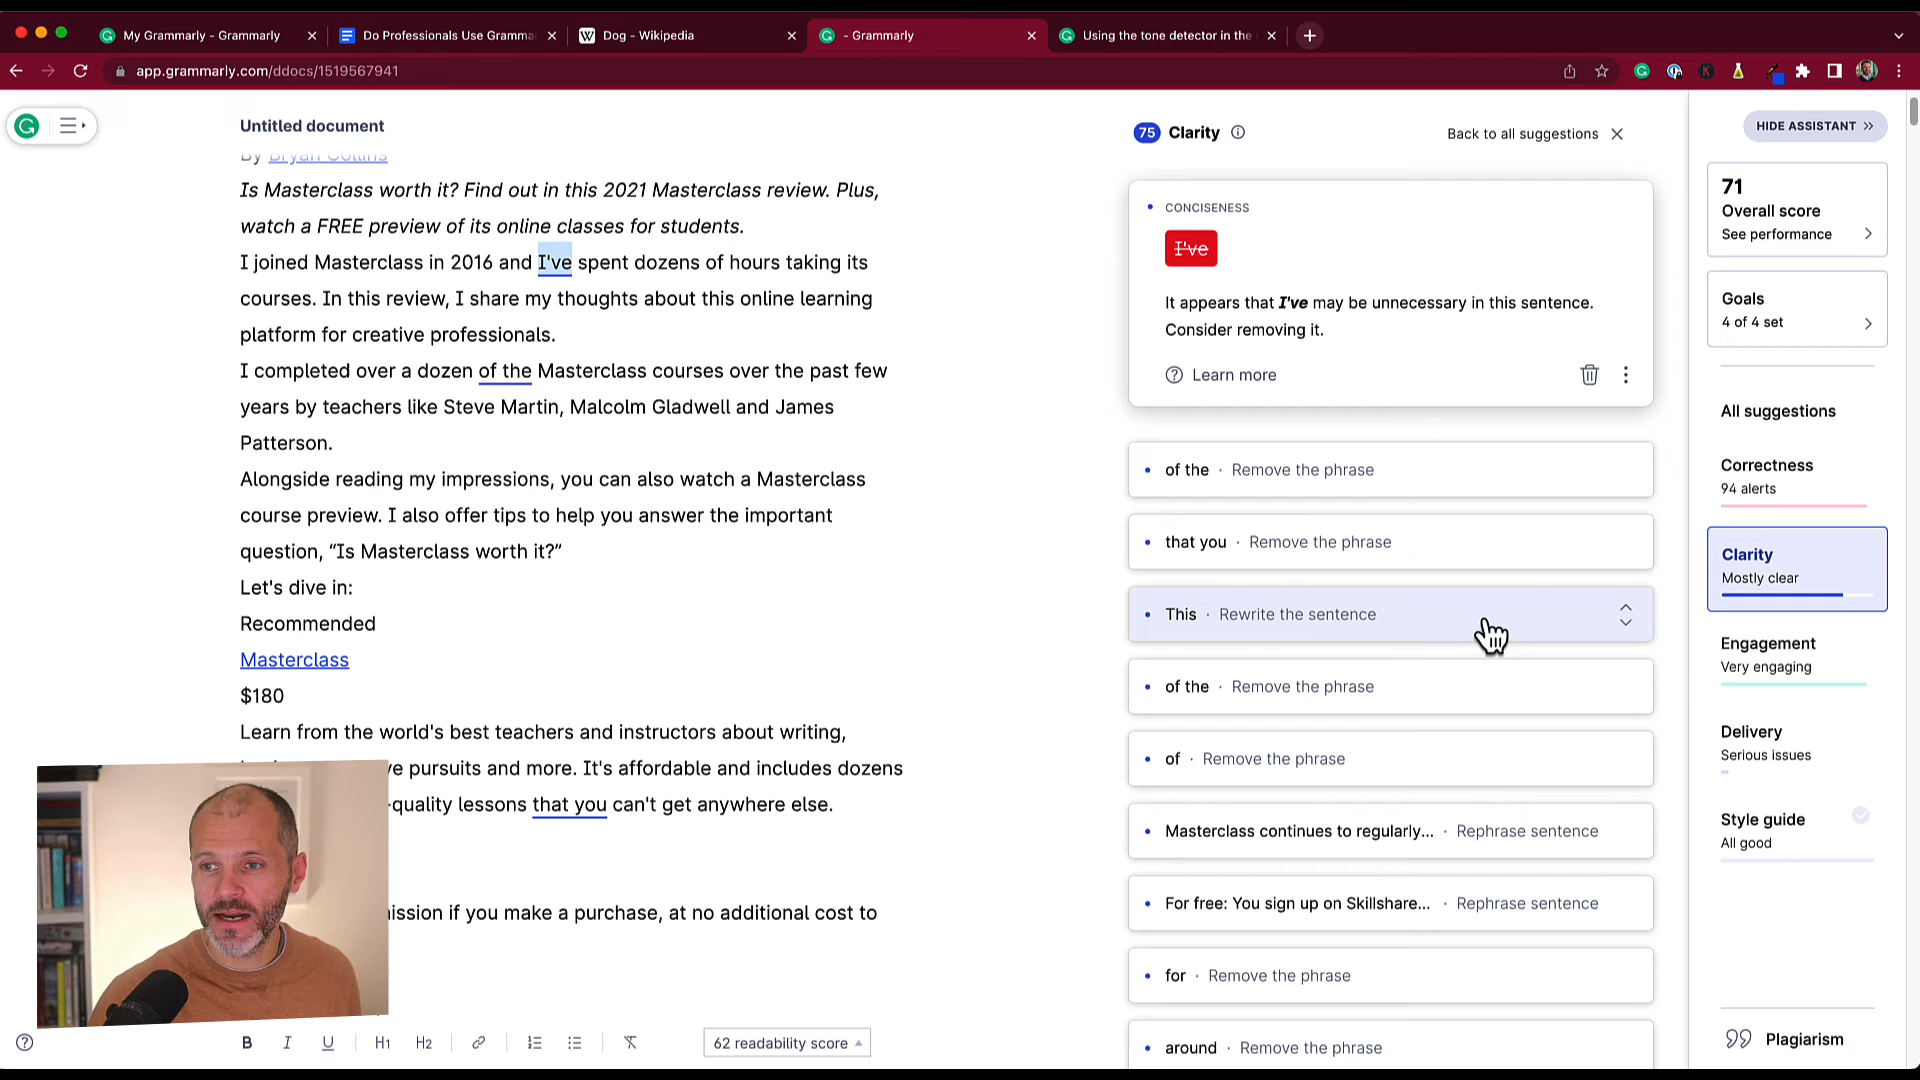 My Grammarly - Grammarly
Do Professionals Use Gramma
Dog - Wikipedia
- Grammarly
Using the tone detector in the
app.grammarly.com/ddocs/1519567941
Untitled document
By Bryan Collins
Is Masterclass worth it? Find out in this 2021 Masterclass review. Plus,
watch a FREE preview of its online classes for students.
I joined Masterclass in 2016 and I've spent dozens of hours taking its
courses. In this review, I share my thoughts about this online learning
platform for creative professionals.
I completed over a dozen of the Masterclass courses over the past few
years by teachers like Steve Martin, Malcolm Gladwell and James
Patterson.
Alongside reading my impressions, you can also watch a Masterclass
course preview. I also offer tips to help you answer the important
question, “Is Masterclass worth it?”
Let's dive in:
Recommended
Masterclass
$180
Learn from the world's best teachers and instructors about writing,
ve pursuits and more. It's affordable and includes dozens
-quality lessons that you can't get anywhere else.
ission if you make a purchase, at no additional cost to
B I U H1 H2
62 readability score
75 Clarity
Back to all suggestions
CONCISENESS
I've
It appears that I've may be unnecessary in this sentence.
Consider removing it.
Learn more
of the · Remove the phrase
that you · Remove the phrase
This · Rewrite the sentence
of the · Remove the phrase
of · Remove the phrase
Masterclass continues to regularly... · Rephrase sentence
For free: You sign up on Skillshare... · Rephrase sentence
for · Remove the phrase
around · Remove the phrase
HIDE ASSISTANT
71
Overall score
See performance
Goals
4 of 4 set
All suggestions
Correctness
94 alerts
Clarity
Mostly clear
Engagement
Very engaging
Delivery
Serious issues
Style guide
All good
Plagiarism